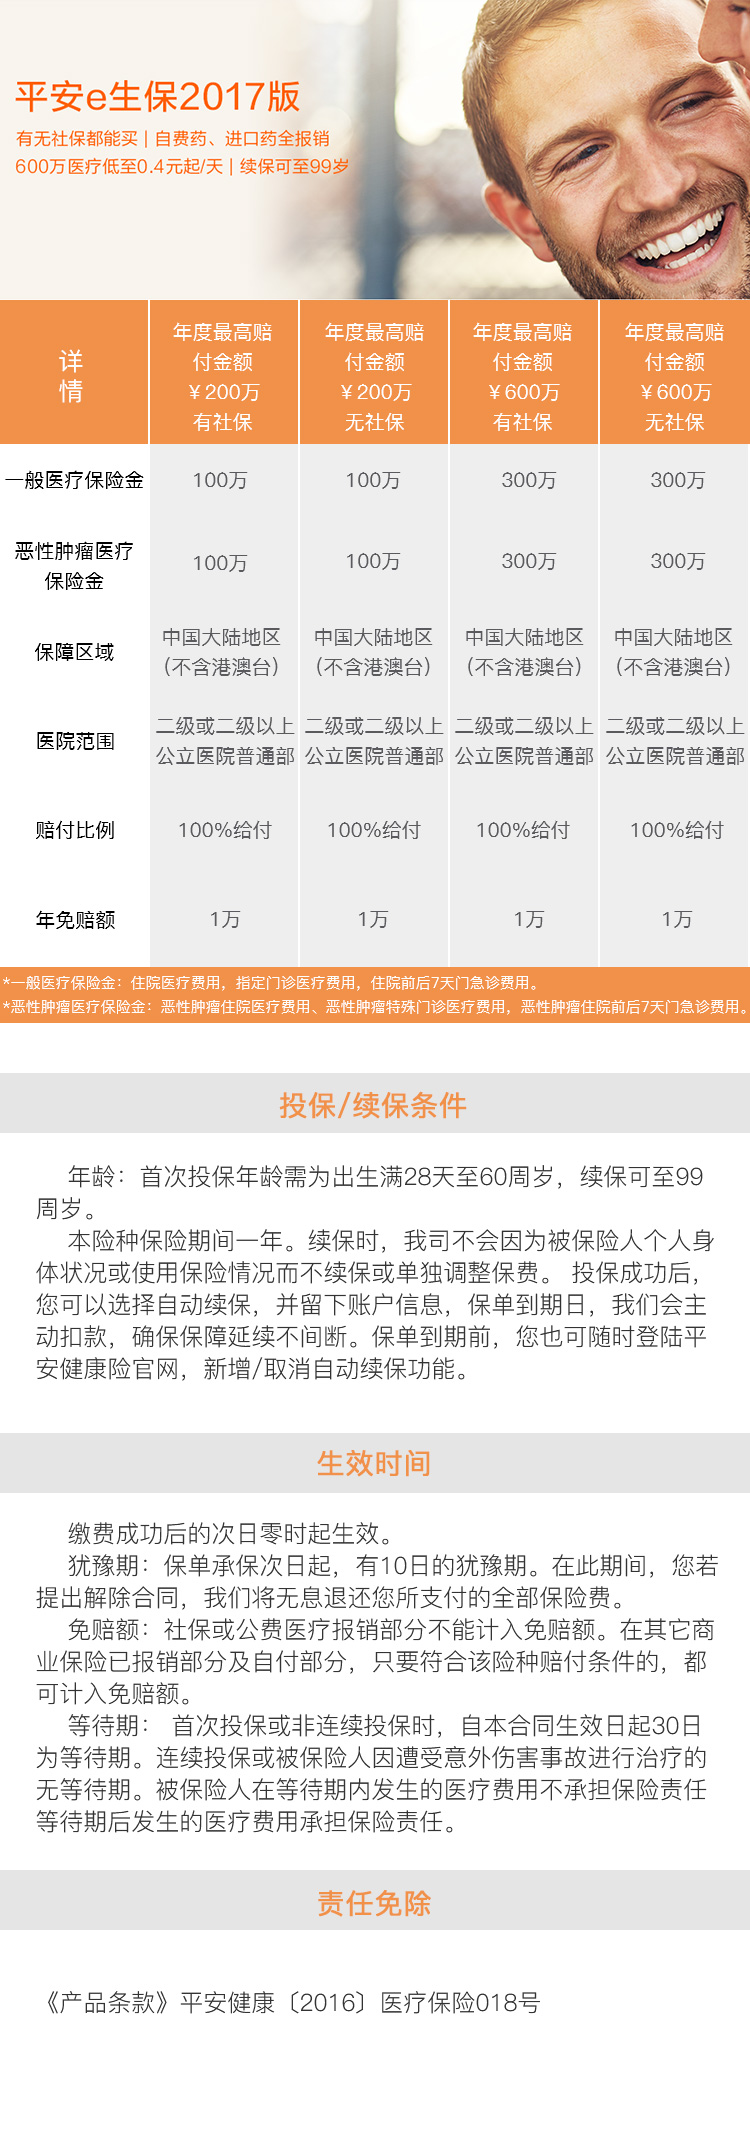 平安e生保2017版
有无社保都能买 | 自费药、进口药全报销
600万医疗低至0.4元起/天 | 续保可至99岁
详情
年度最高赔付金额￥200万有社保
年度最高赔付金额￥200万无社保
年度最高赔付金额￥600万有社保
年度最高赔付金额￥600万无社保
一般医疗保险金 100万 100万 300万 300万
恶性肿瘤医疗保险金 100万 100万 300万 300万
保障区域 中国大陆地区（不含港澳台） 中国大陆地区（不含港澳台） 中国大陆地区（不含港澳台） 中国大陆地区（不含港澳台）
医院范围 二级或二级以上公立医院普通部 二级或二级以上公立医院普通部 二级或二级以上公立医院普通部 二级或二级以上公立医院普通部
赔付比例 100%给付 100%给付 100%给付 100%给付
年免赔额 1万 1万 1万 1万
*一般医疗保险金：住院医疗费用，指定门诊医疗费用，住院前后7天门急诊费用。
*恶性肿瘤医疗保险金：恶性肿瘤住院医疗费用、恶性肿瘤特殊门诊医疗费用，恶性肿瘤住院前后7天门急诊费用。
投保/续保条件
年龄：首次投保年龄需为出生满28天至60周岁，续保可至99
周岁。
本险种保险期间一年。续保时，我司不会因为被保险人个人身
体状况或使用保险情况而不续保或单独调整保费。 投保成功后，
您可以选择自动续保，并留下账户信息，保单到期日，我们会主
动扣款，确保保障延续不间断。保单到期前，您也可随时登陆平
安健康险官网，新增/取消自动续保功能。
生效时间
缴费成功后的次日零时起生效。
犹豫期：保单承保次日起，有10日的犹豫期。在此期间，您若
提出解除合同，我们将无息退还您所支付的全部保险费。
免赔额：社保或公费医疗报销部分不能计入免赔额。在其它商
业保险已报销部分及自付部分，只要符合该险种赔付条件的，都
可计入免赔额。
等待期： 首次投保或非连续投保时，自本合同生效日起30日
为等待期。连续投保或被保险人因遭受意外伤害事故进行治疗的
无等待期。被保险人在等待期内发生的医疗费用不承担保险责任
等待期后发生的医疗费用承担保险责任。
责任免除
《产品条款》平安健康〔2016〕医疗保险018号